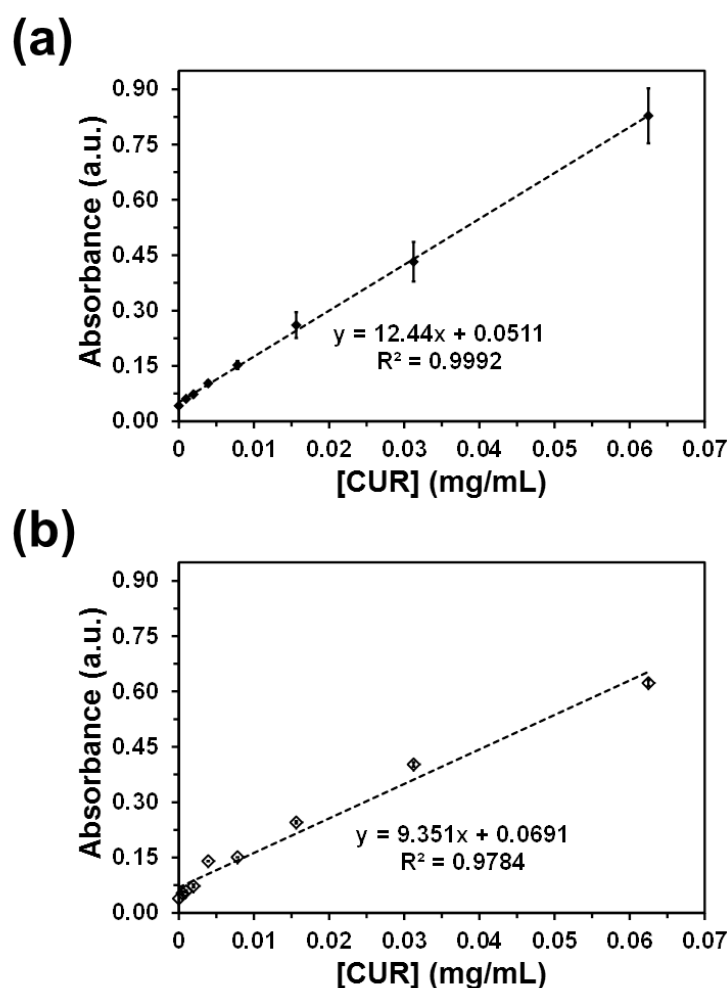 (a)
Absorbance (a.u.)
0.90
0.75
0.60
0.45
0.30
0.15
0.00
y = 12.44x + 0.0511
R² = 0.9992
0 0.01 0.02 0.03 0.04 0.05 0.06 0.07
[CUR] (mg/mL)
(b)
Absorbance (a.u.)
0.90
0.75
0.60
0.45
0.30
0.15
0.00
y = 9.351x + 0.0691
R² = 0.9784
0 0.01 0.02 0.03 0.04 0.05 0.06 0.07
[CUR] (mg/mL)